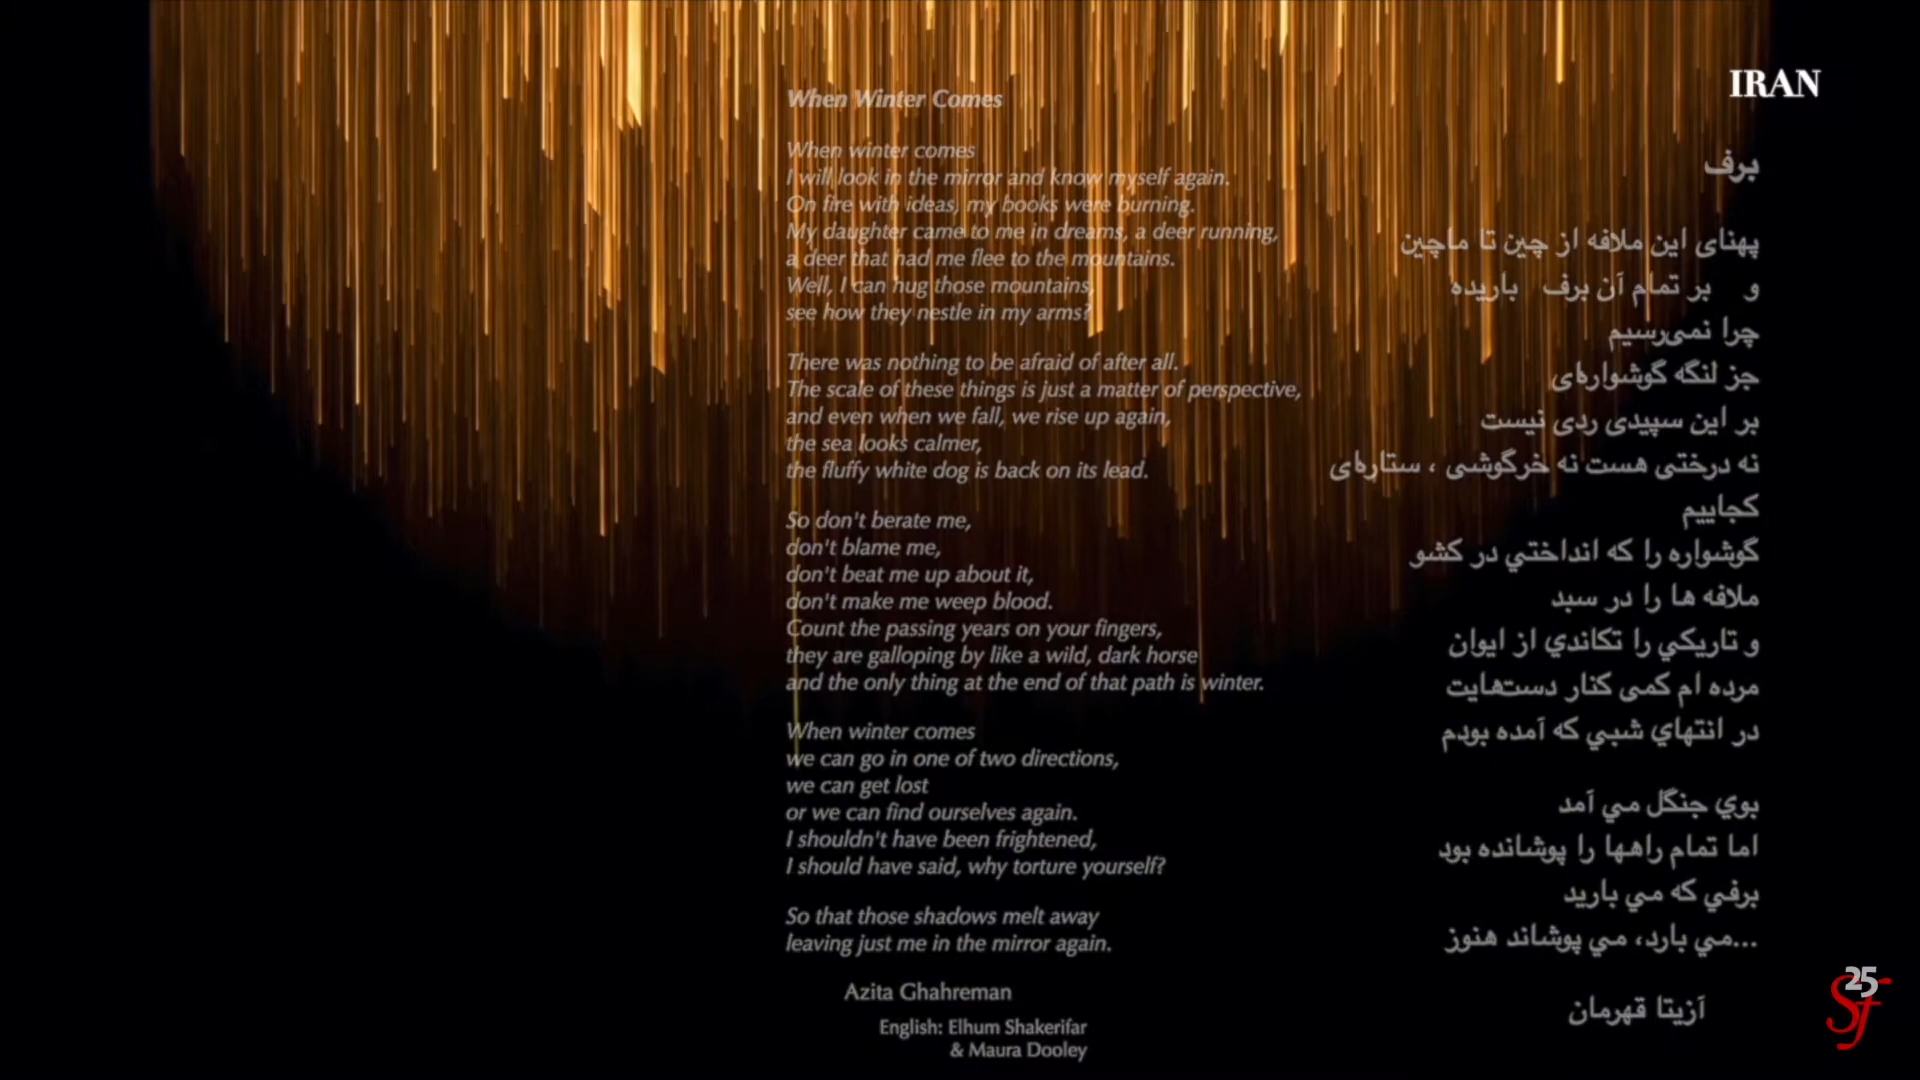 IRAN
When Winter Comes
When winter comes
I will look in the mirror and know myself again.
On fire with ideas, my books were burning.
My daughter came to me in dreams, a deer running,
a deer that had me flee to the mountains.
Well, I can hug those mountains,
see how they nestle in my arms?
There was nothing to be afraid of after all.
The scale of these things is just a matter of perspective,
and even when we fall, we rise up again,
the sea looks calmer,
the fluffy white dog is back on its lead.
So don't berate me,
don't blame me,
don't beat me up about it,
don't make me weep blood.
Count the passing years on your fingers,
they are galloping by like a wild, dark horse
and the only thing at the end of that path is winter.
When winter comes
we can go in one of two directions,
we can get lost
or we can find ourselves again.
I shouldn't have been frightened,
I should have said, why torture yourself?
So that those shadows melt away
leaving just me in the mirror again.
Azita Ghahreman
English: Elhum Shakerifar
& Maura Dooley
برف
پهنای این ملافه از چین تا ماچین
و بر تمام آن برف باریده
چرا نمی‌رسیم
جز لنگه گوشواره‌ای
بر این سپیدی ردی نیست
نه درختی هست نه خرگوشی ، ستاره‌ای
کجاییم
گوشواره را که انداختي در کشو
ملافه ها را در سبد
و تاریکي را تکاندي از ایوان
مرده ام کمی کنار دست‌هایت
در انتهاي شبي که آمده بودم
بوي جنگل مي آمد
اما تمام راهها را پوشانده بود
برفي که مي بارید
...مي بارد، مي پوشاند هنوز
آزیتا قهرمان
25
Sf